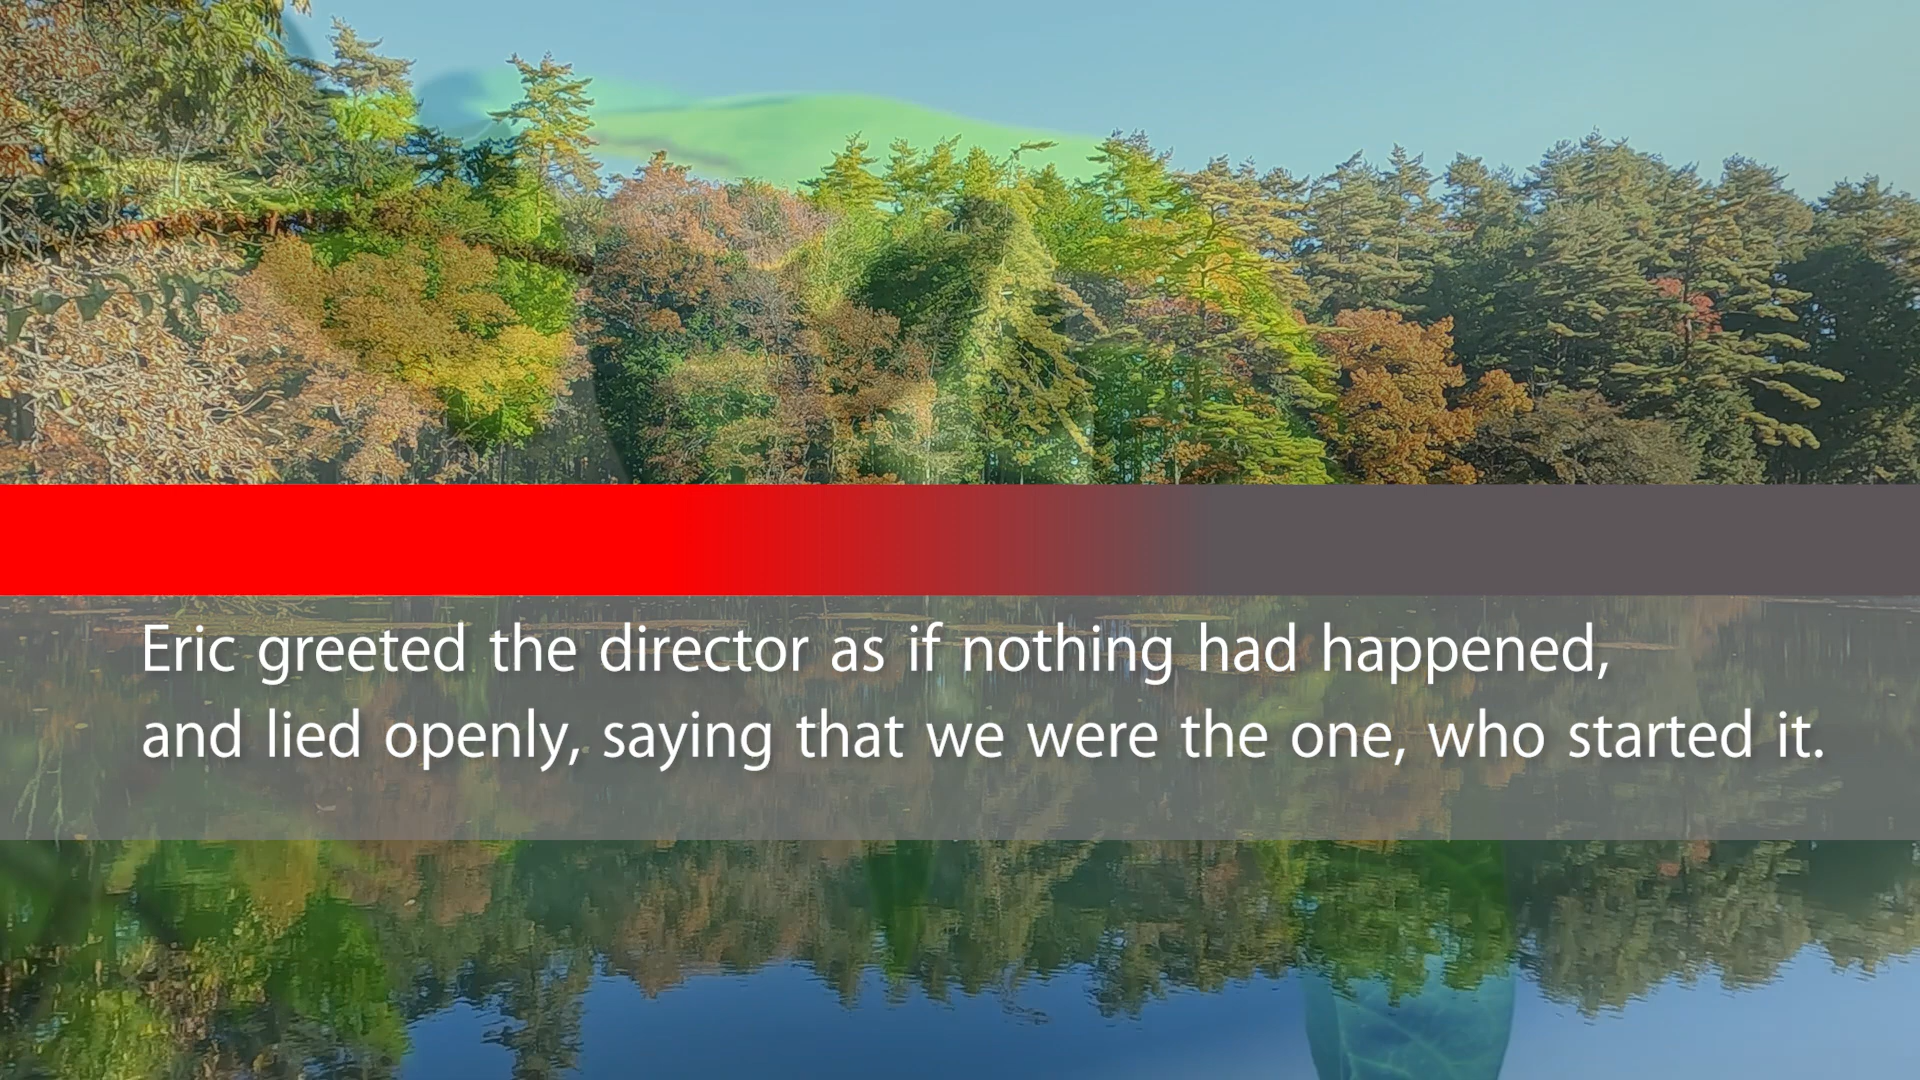 Eric greeted the director as if nothing had happened,
and lied openly, saying that we were the one, who started it.